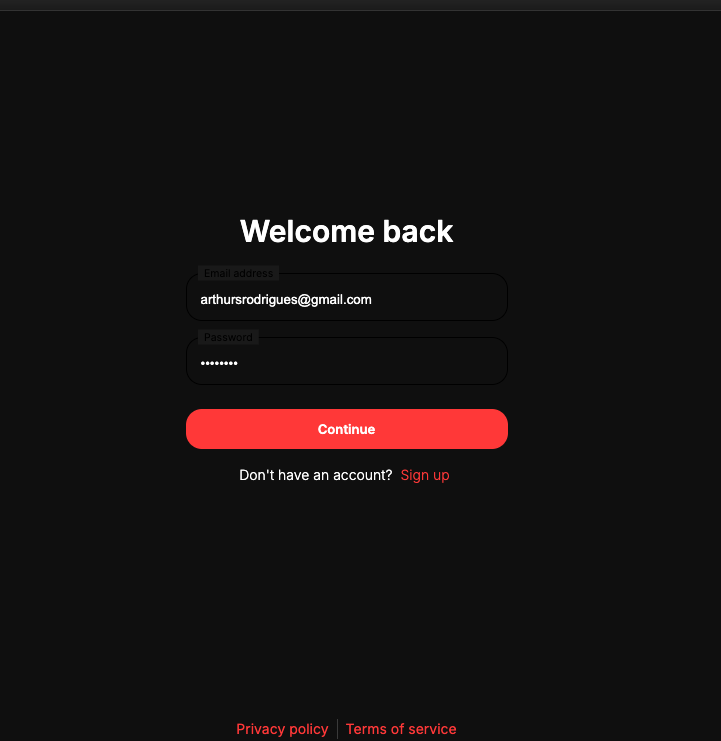 Welcome back
Email address
arthursrodrigues@gmail.com
Password
••••••••
Continue
Don't have an account? Sign up
Privacy policy | Terms of service